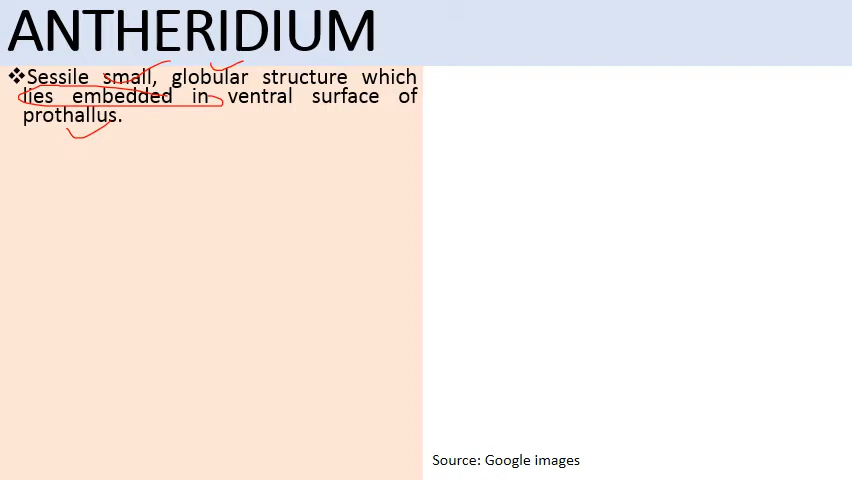 ANTHERIDIUM
❖Sessile small, globular structure which
lies embedded in ventral surface of
prothallus.
Source: Google images